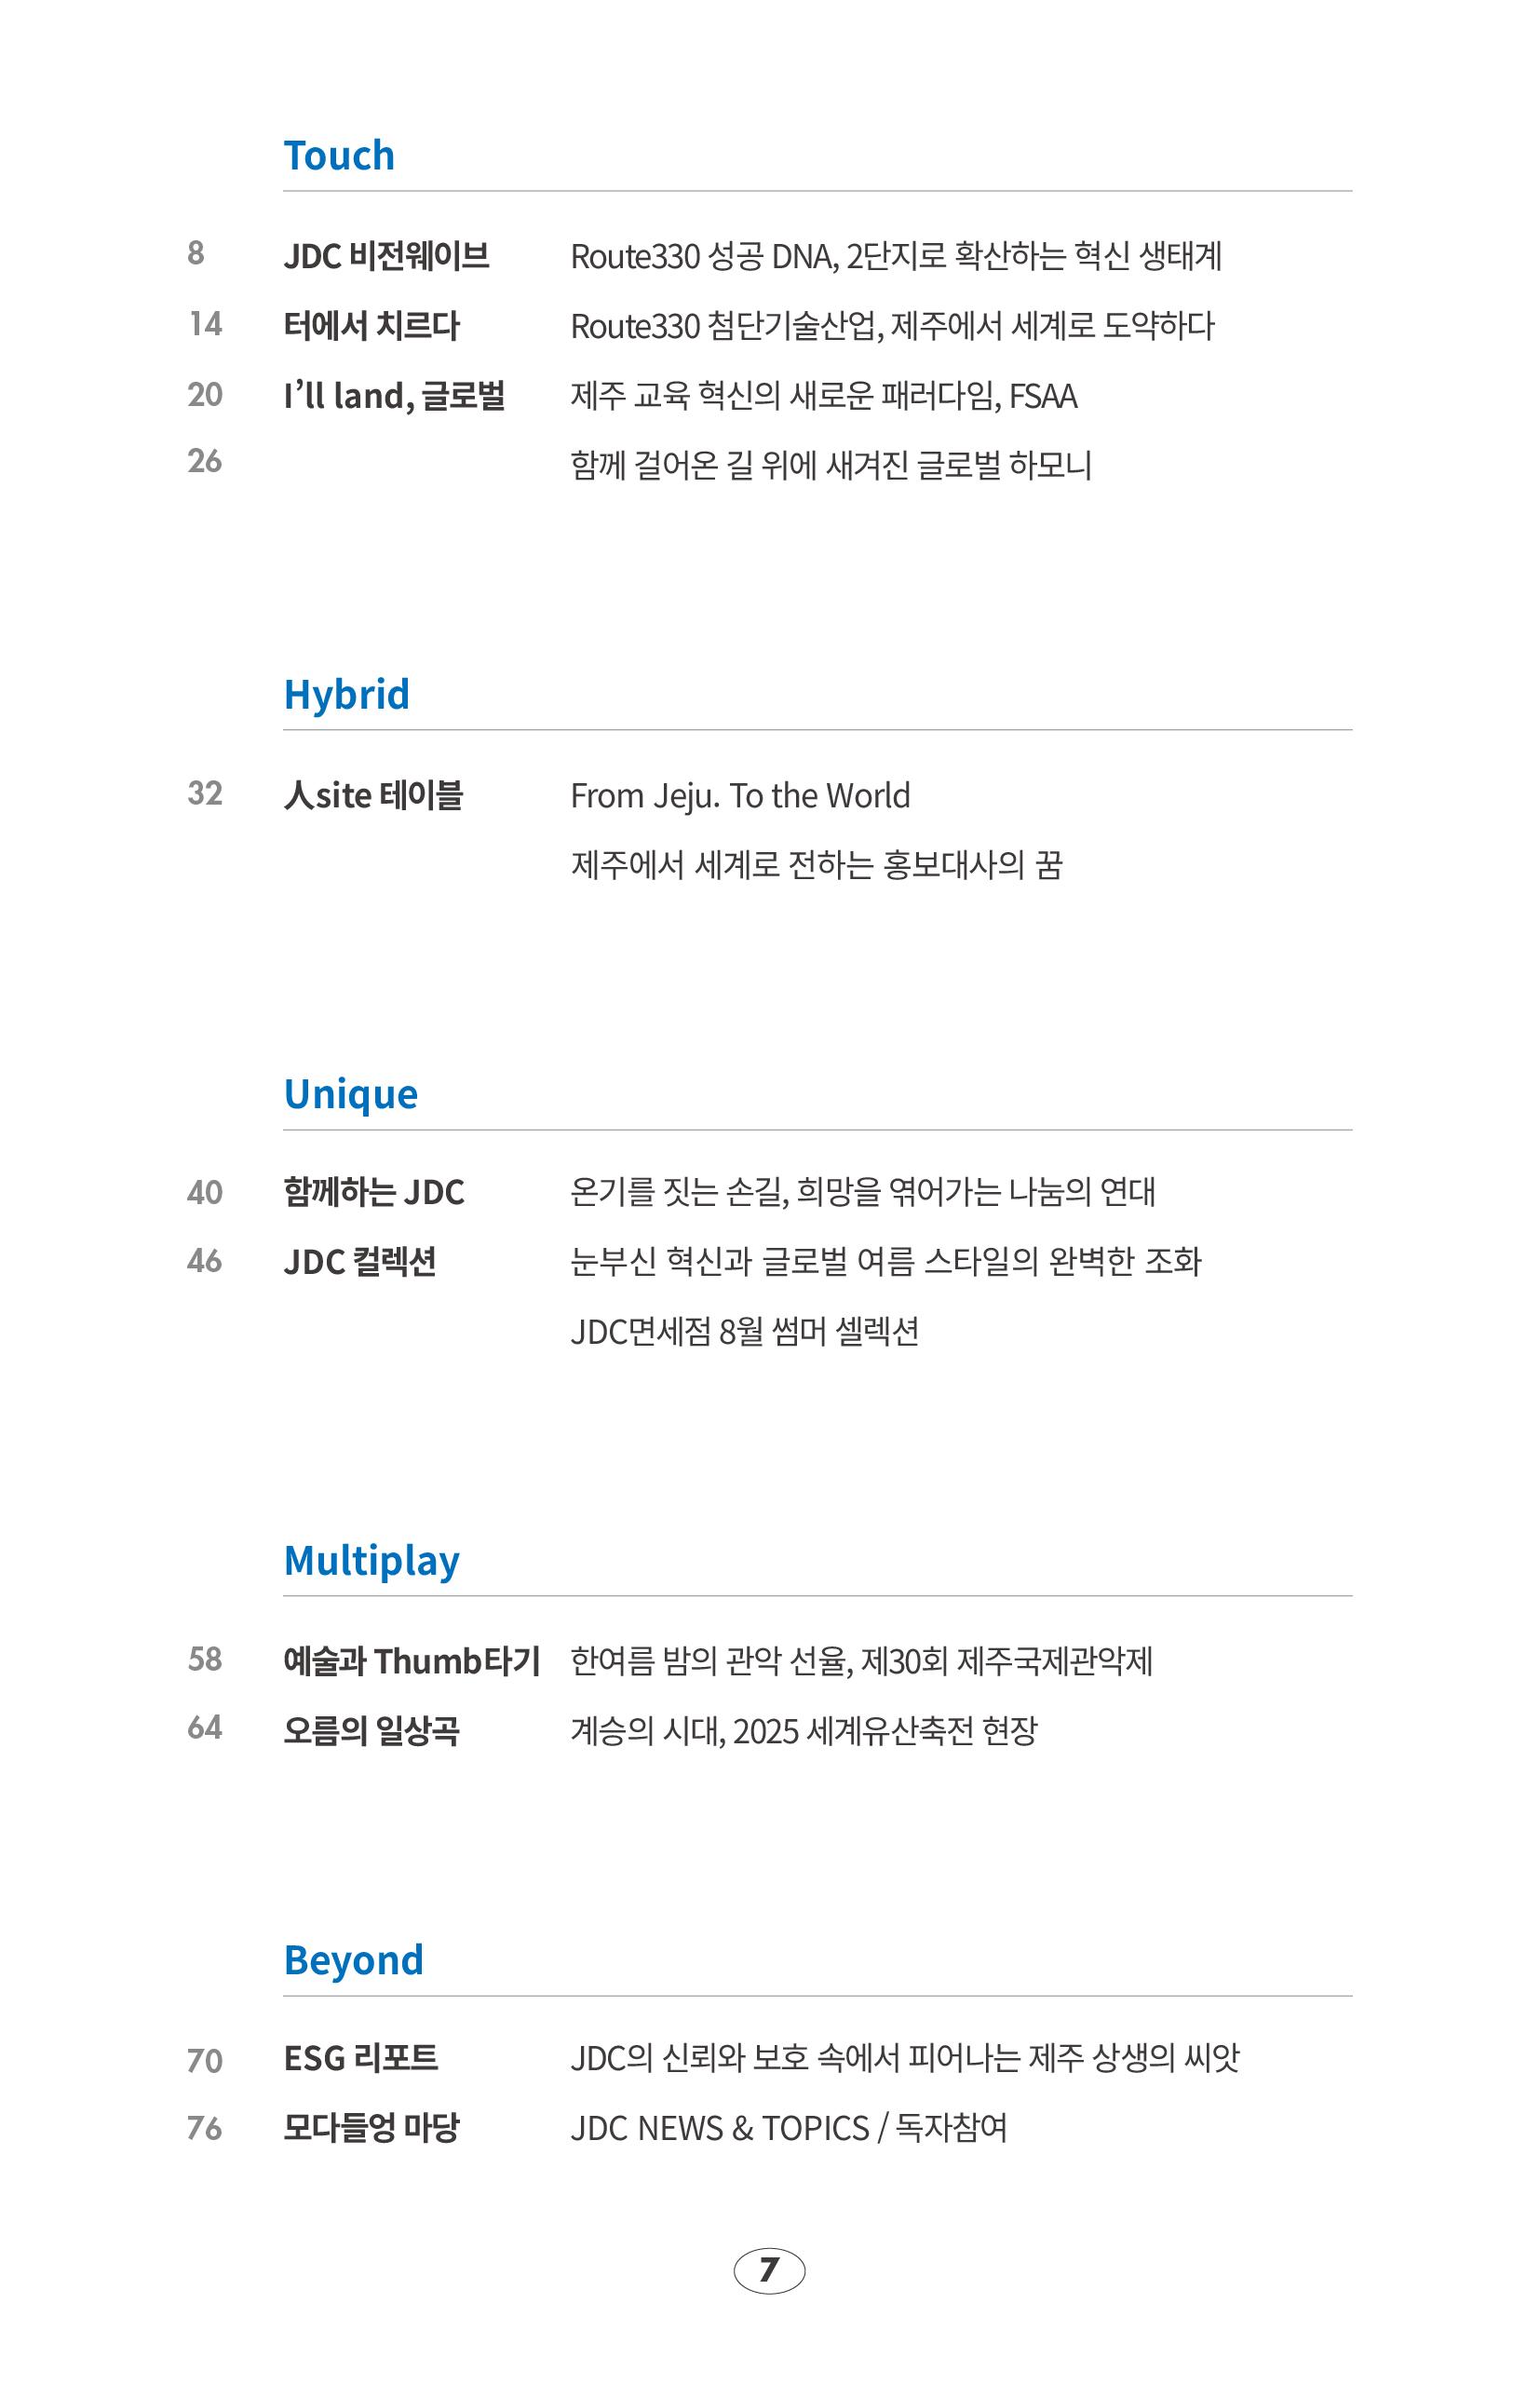 Touch
8 JDC 비전웨이브 Route330 성공 DNA, 2단지로 확산하는 혁신 생태계
14 터에서 치르다 Route330 첨단기술산업, 제주에서 세계로 도약하다
20 I’ll land, 글로벌 제주 교육 혁신의 새로운 패러다임, FSAA
26 함께 걸어온 길 위에 새겨진 글로벌 하모니
Hybrid
32 人site 테이블 From Jeju. To the World
제주에서 세계로 전하는 홍보대사의 꿈
Unique
40 함께하는 JDC 온기를 짓는 손길, 희망을 엮어가는 나눔의 연대
46 JDC 컬렉션 눈부신 혁신과 글로벌 여름 스타일의 완벽한 조화
JDC면세점 8월 썸머 셀렉션
Multiplay
58 예술과 Thumb타기 한여름 밤의 관악 선율, 제30회 제주국제관악제
64 오름의 일상곡 계승의 시대, 2025 세계유산축전 현장
Beyond
70 ESG 리포트 JDC의 신뢰와 보호 속에서 피어나는 제주 상생의 씨앗
76 모다들엉 마당 JDC NEWS & TOPICS / 독자참여
7